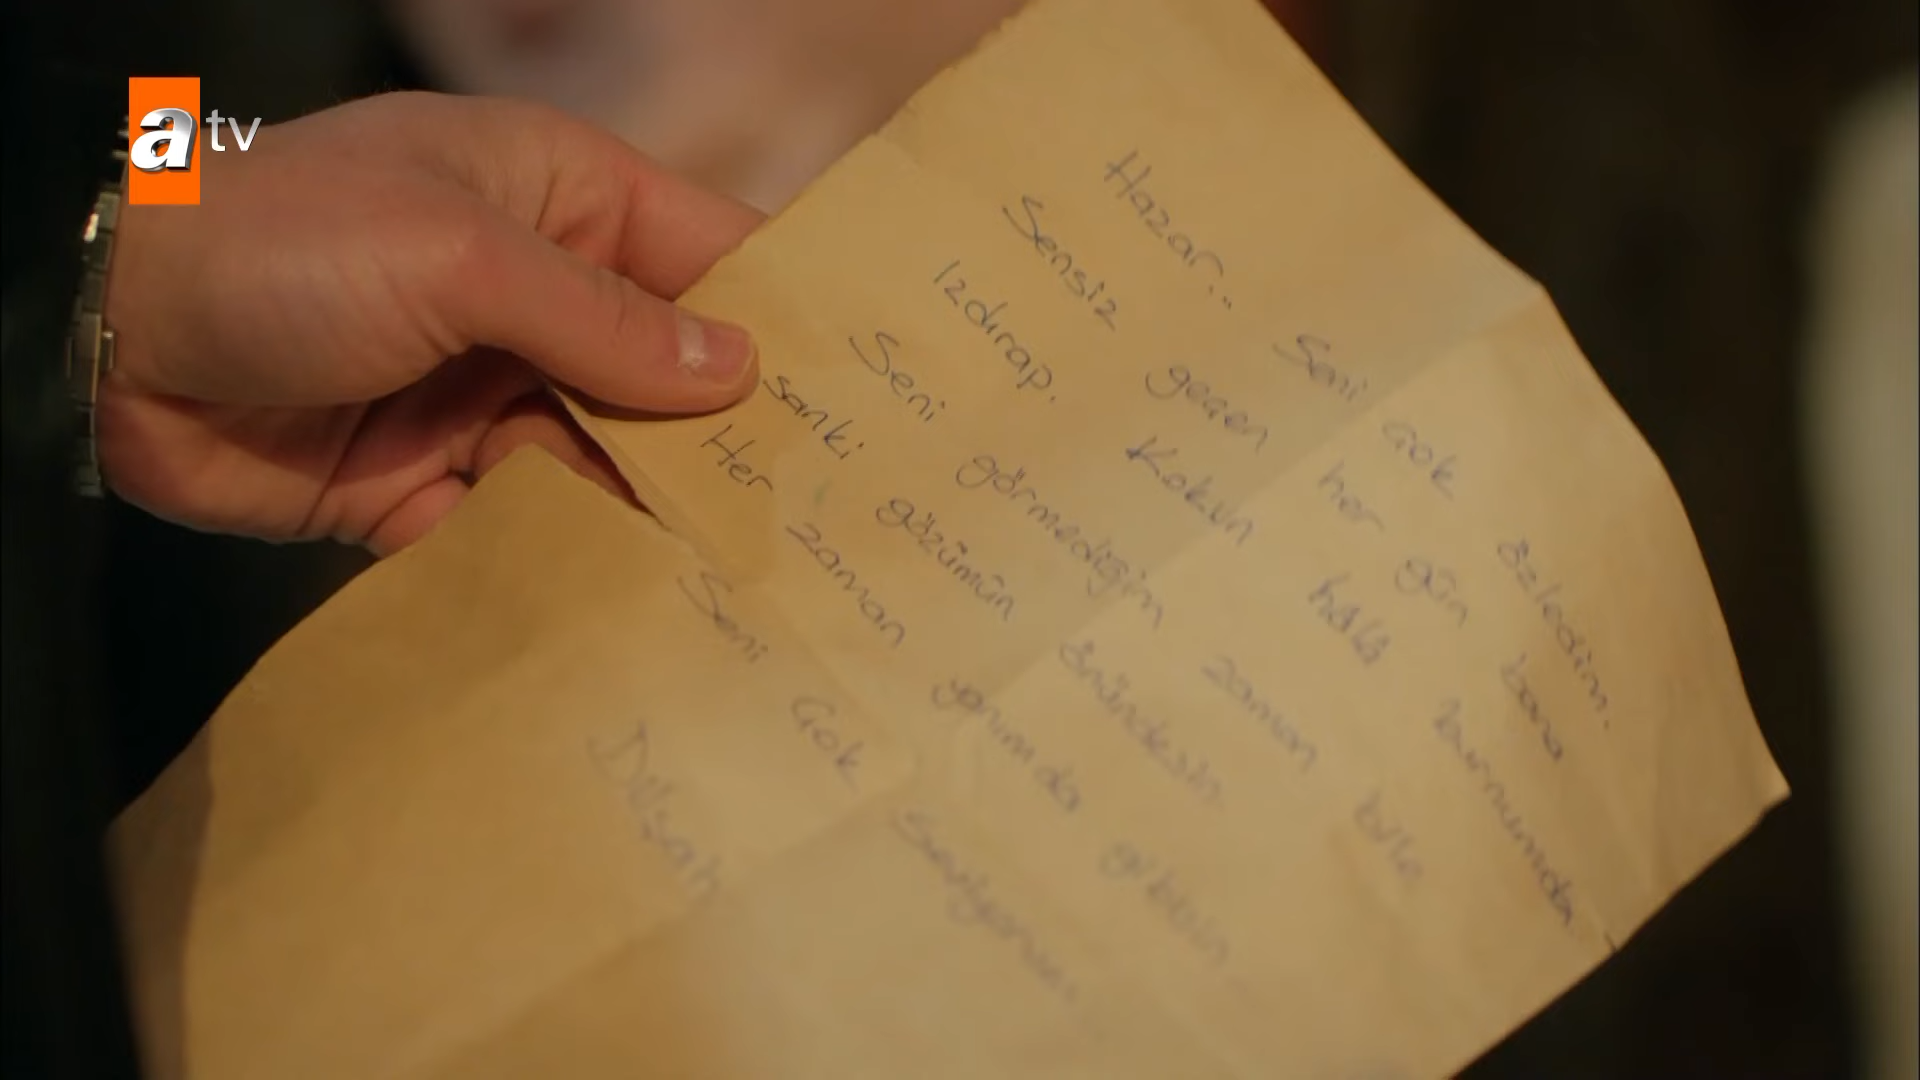 atv
Hazar.. Seni çok özledim.
Sensiz geçen her gün bana
Izdırap. Kokun hâlâ burnumda.
Seni görmediğim zaman bile
sanki gözümün önündesin
Her zaman yanımda gibisin
Seni çok seviyorum.
Dilşah